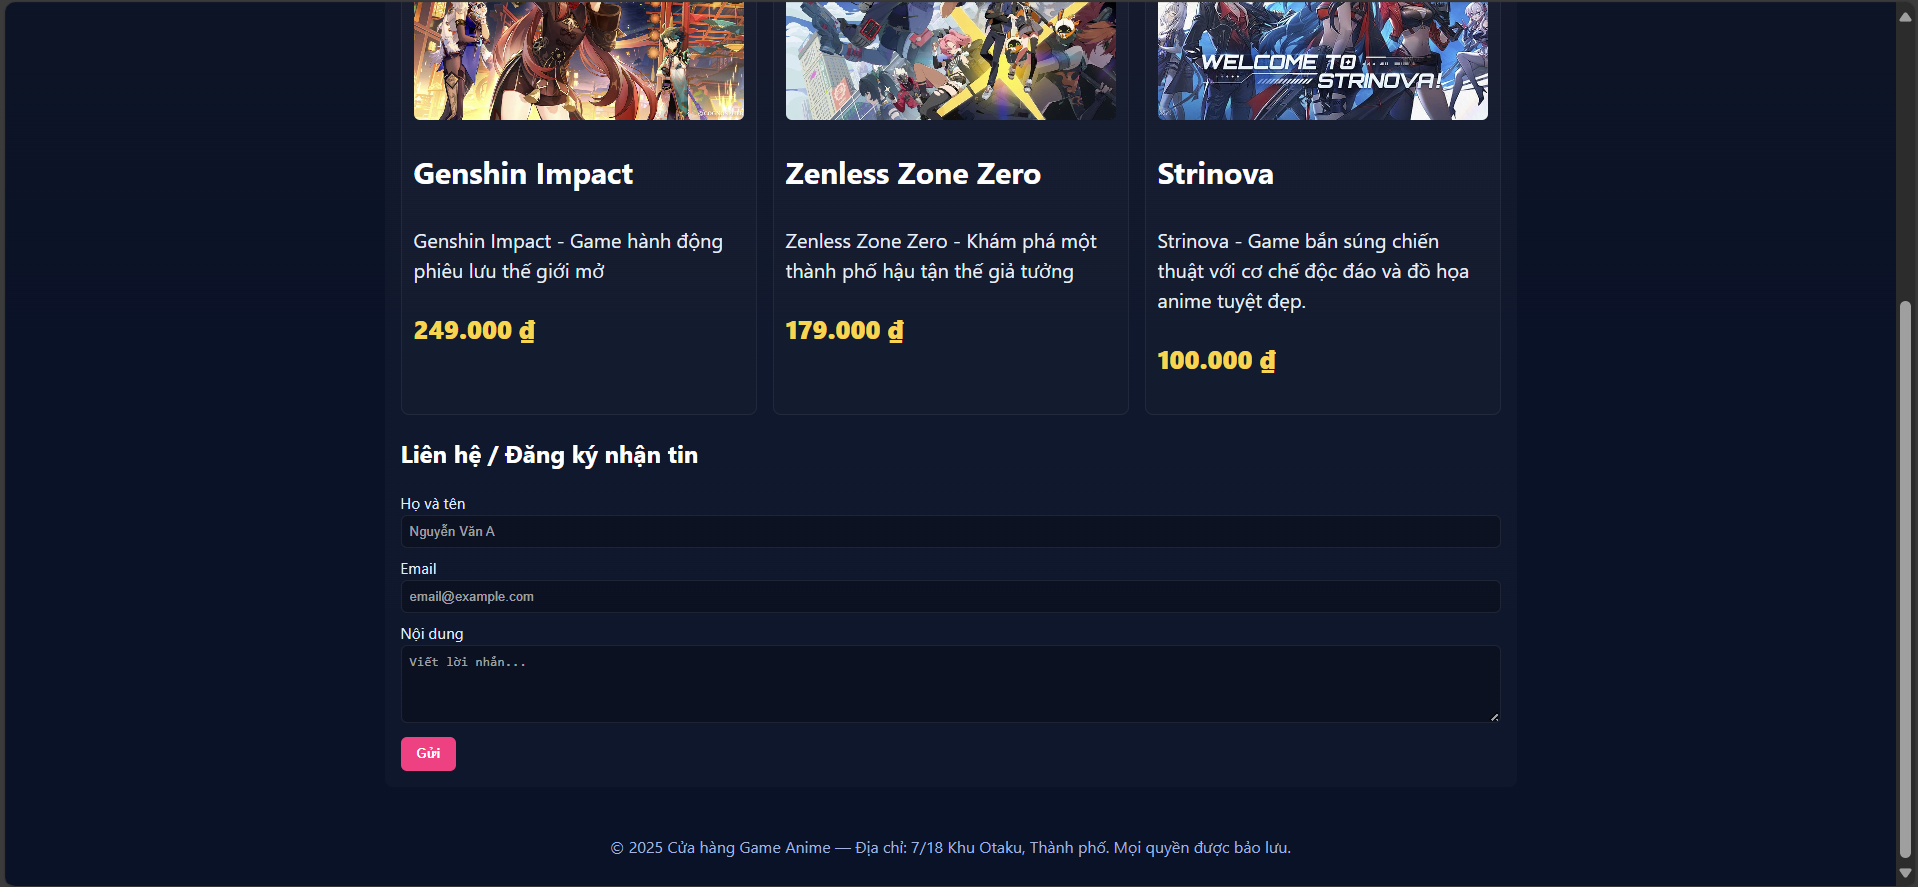 WELCOME TO
STRINOVA!
Genshin Impact
Zenless Zone Zero
Strinova
Genshin Impact - Game hành động
phiêu lưu thế giới mở
249.000 ₫
Zenless Zone Zero - Khám phá một
thành phố hậu tận thế giả tưởng
179.000 ₫
Strinova - Game bắn súng chiến
thuật với cơ chế độc đáo và đồ họa
anime tuyệt đẹp.
100.000 ₫
Liên hệ / Đăng ký nhận tin
Họ và tên
Nguyễn Văn A
Email
email@example.com
Nội dung
Viết lời nhắn...
Gửi
© 2025 Cửa hàng Game Anime — Địa chỉ: 7/18 Khu Otaku, Thành phố. Mọi quyền được bảo lưu.